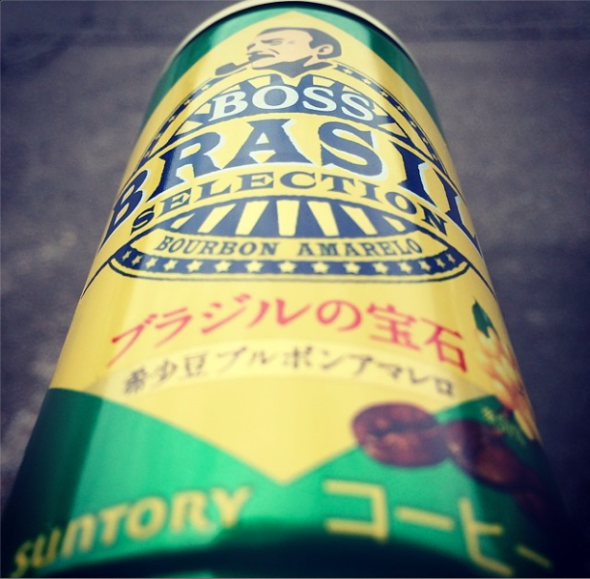 BOSS
BRASIL
SELECTION
BOURBON AMARELO
ブラジルの宝石
希少豆ブルボンアマレロ
SUNTORY
コーヒー